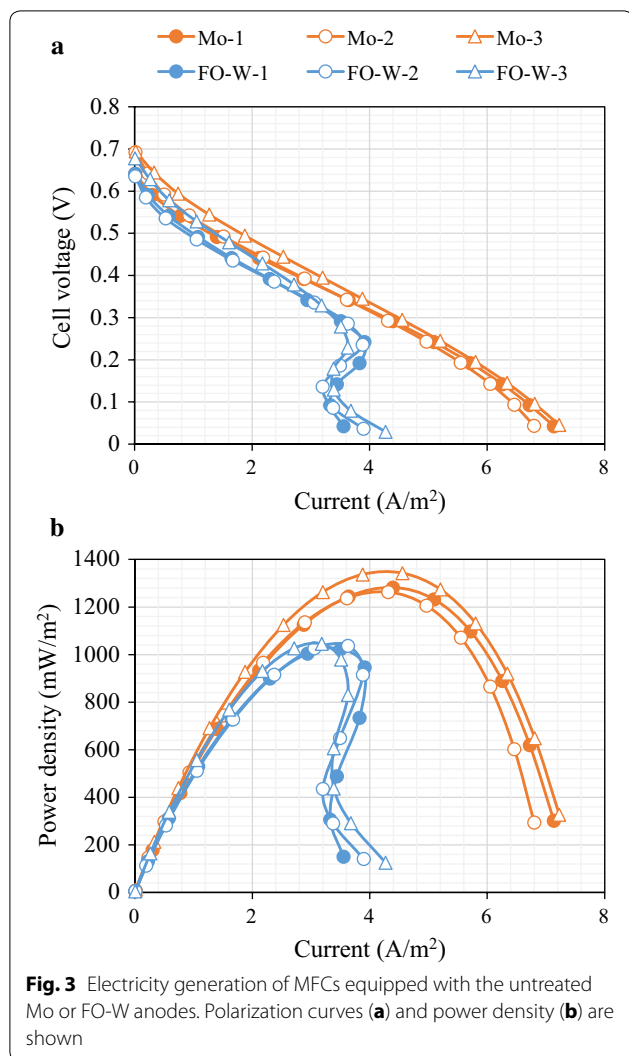 a
Mo-1 Mo-2 Mo-3
FO-W-1 FO-W-2 FO-W-3
0.8
0.7
0.6
0.5
0.4
0.3
0.2
0.1
0
Cell voltage (V)
0 2 4 6 8
Current (A/m²)
b
1400
1200
1000
800
600
400
200
0
Power density (mW/m²)
0 2 4 6 8
Current (A/m²)
Fig. 3 Electricity generation of MFCs equipped with the untreated
Mo or FO-W anodes. Polarization curves (a) and power density (b) are
shown